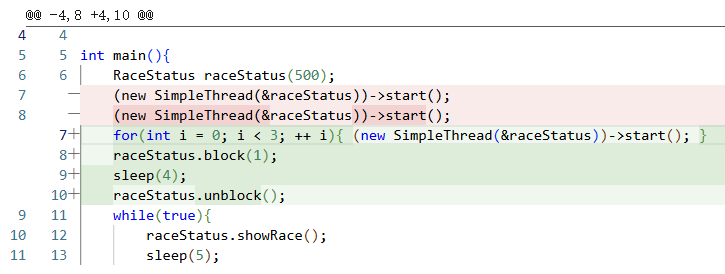 @@ -4,8 +4,10 @@
4 4
5 5 int main(){
6 6 RaceStatus raceStatus(500);
7 — (new SimpleThread(&raceStatus))->start();
8 — (new SimpleThread(&raceStatus))->start();
7+ for(int i = 0; i < 3; ++ i){ (new SimpleThread(&raceStatus))->start(); }
8+ raceStatus.block(1);
9+ sleep(4);
10+ raceStatus.unblock();
9 11 while(true){
10 12 raceStatus.showRace();
11 13 sleep(5);